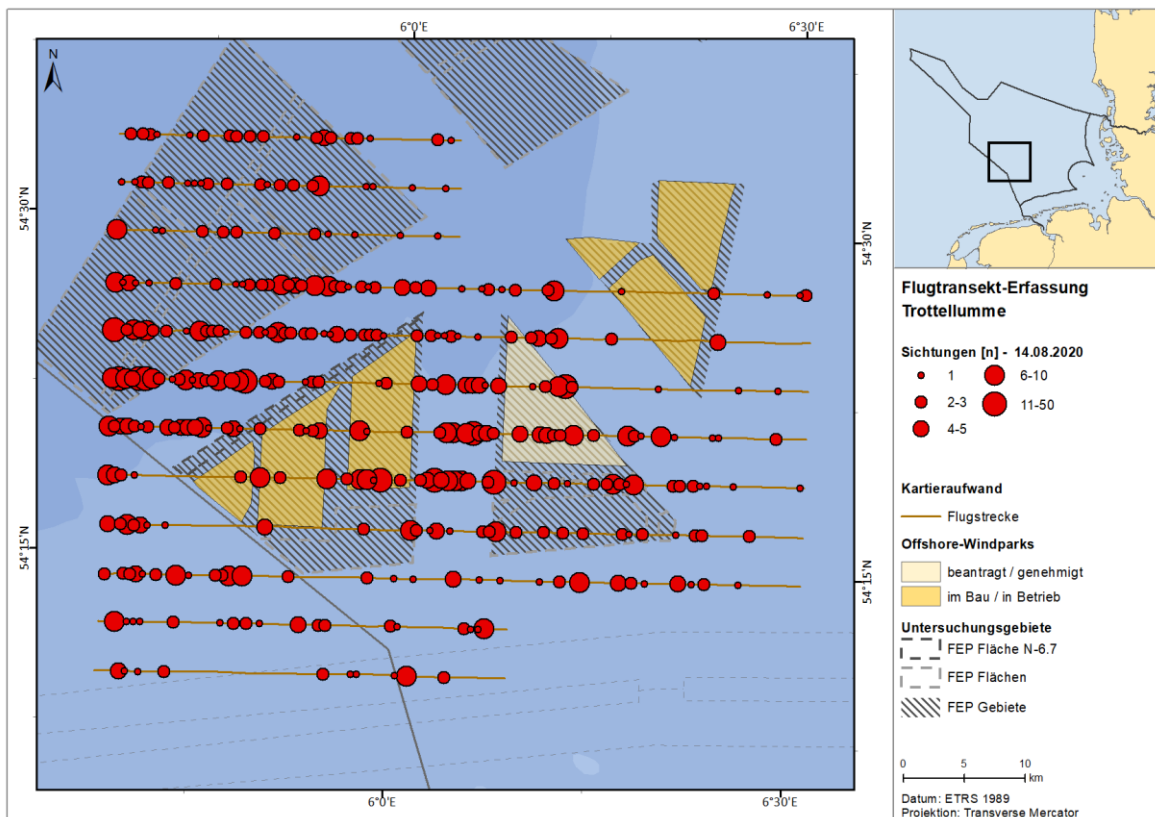 6°0'E
6°30'E
N
54°30'N
54°30'N
54°15'N
54°15'N
6°0'E
6°30'E
Flugtransekt-Erfassung
Trottellumme
Sichtungen [n] - 14.08.2020
1
6-10
2-3
11-50
4-5
Kartieraufwand
Flugstrecke
Offshore-Windparks
beantragt / genehmigt
im Bau / in Betrieb
Untersuchungsgebiete
FEP Fläche N-6.7
FEP Flächen
FEP Gebiete
0 5 10
km
Datum: ETRS 1989
Projektion: Transverse Mercator